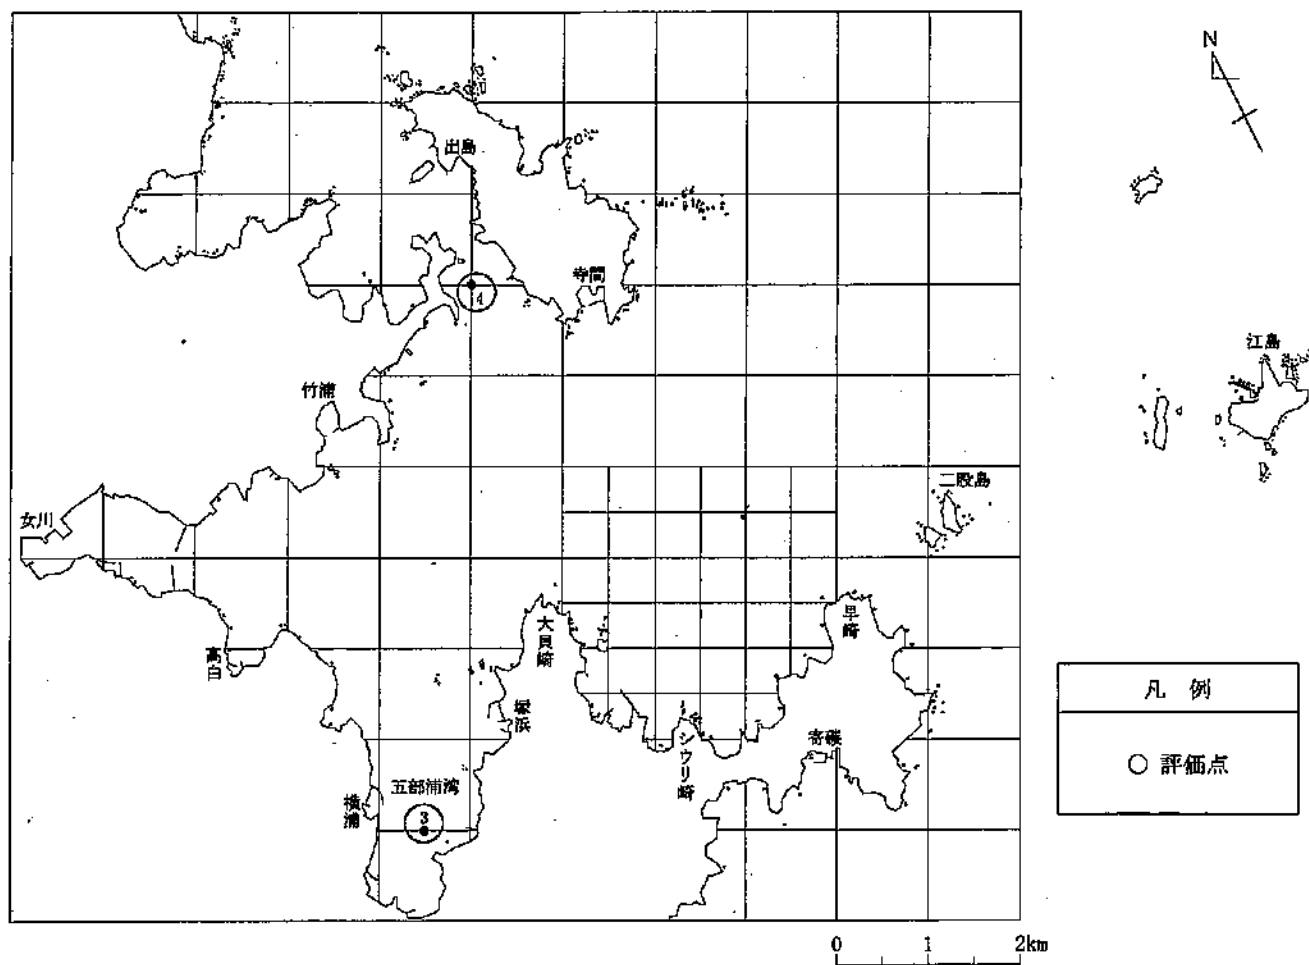 N
出島
4
寺間
江島
竹浦
二股島
女川
大貝崎
早崎
高白
塚浜
凡例
シウリ崎
寄磯
○ 評価点
五部浦湾
横浦
3
0 1 2km